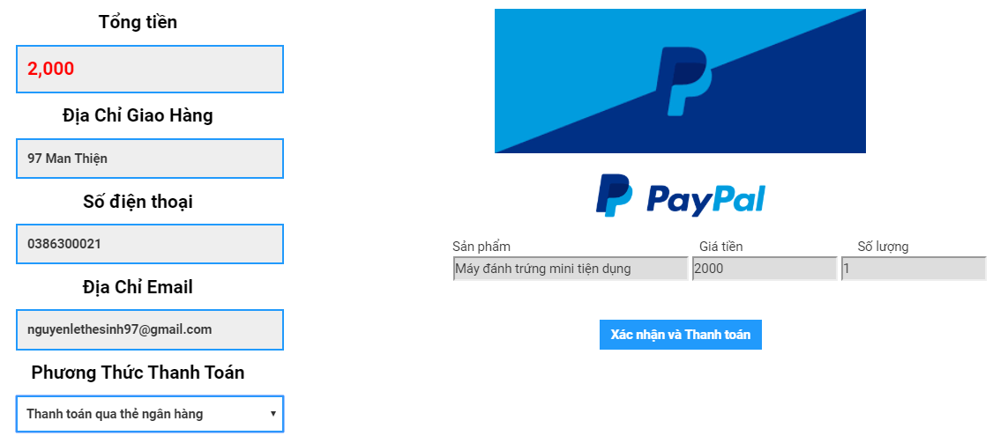 Tổng tiền
2,000
Địa Chỉ Giao Hàng
97 Man Thiện
Số điện thoại
0386300021
Địa Chỉ Email
nguyenlethesinh97@gmail.com
Phương Thức Thanh Toán
Thanh toán qua thẻ ngân hàng
PayPal
Sản phẩm Giá tiền Số lượng
Máy đánh trứng mini tiện dụng 2000 1
Xác nhận và Thanh toán